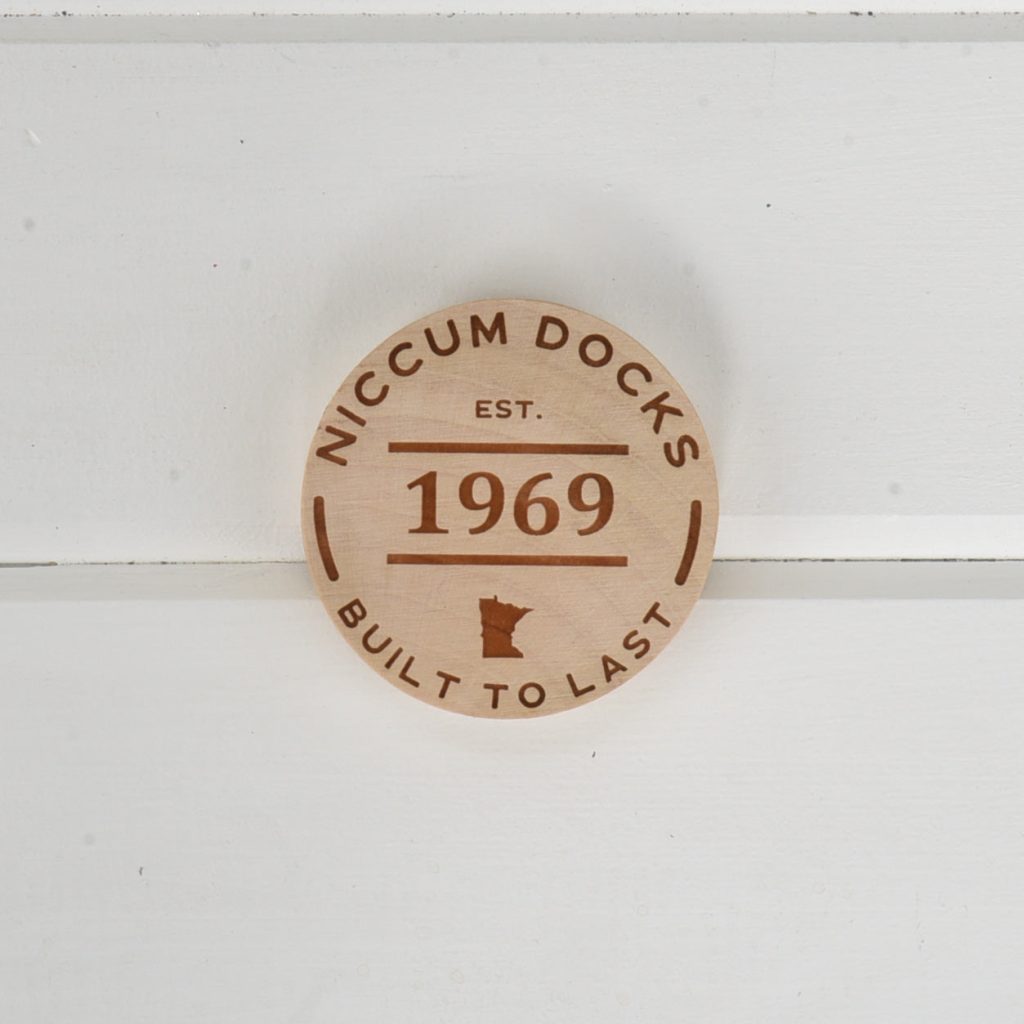 NICCUM DOCKS
EST.
1969
BUILT TO LAST